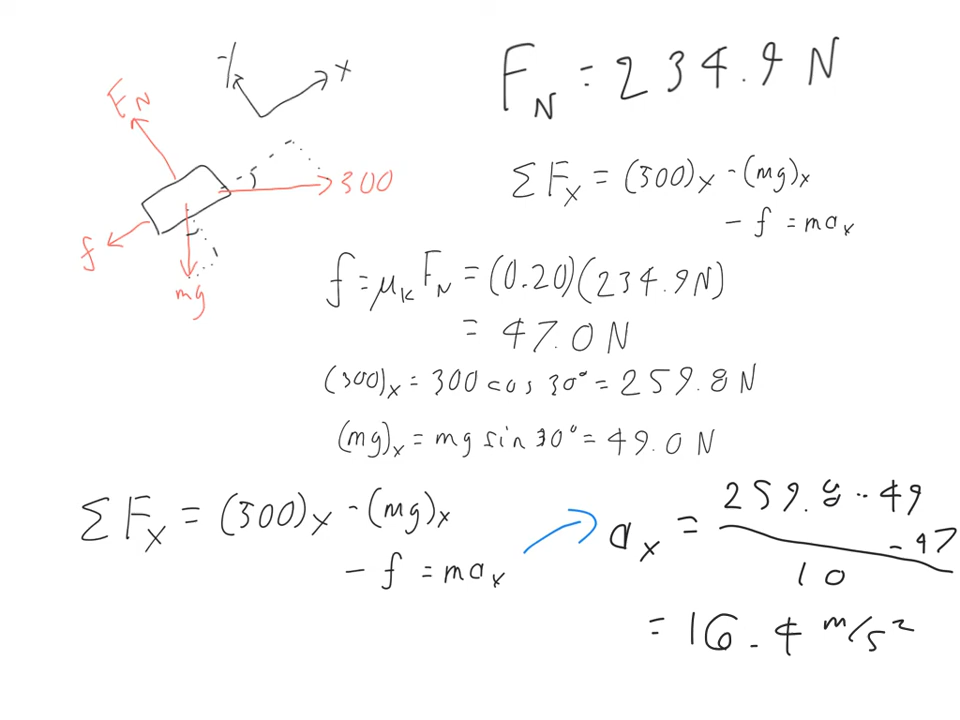 y
x
F_N
300
f
mg
F_N = 234.9 N
ΣF_x = (300)_x - (mg)_x
- f = ma_x
f = μ_k F_N = (0.20)(234.9 N)
= 47.0 N
(300)_x = 300 cos 30° = 259.8 N
(mg)_x = mg sin 30° = 49.0 N
ΣF_x = (300)_x - (mg)_x
- f = ma_x
a_x = 259.8 - 49
- 47
10
= 16.4 m/s²